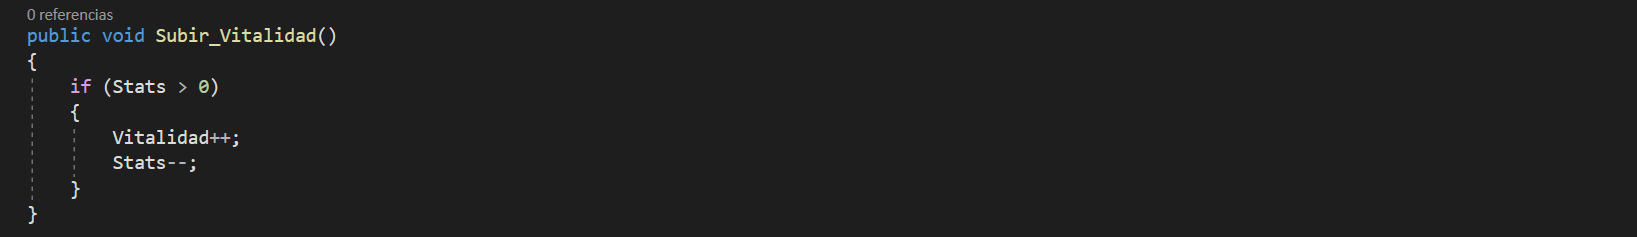 0 referencias
public void Subir_Vitalidad()
{
if (Stats > 0)
{
Vitalidad++;
Stats--;
}
}